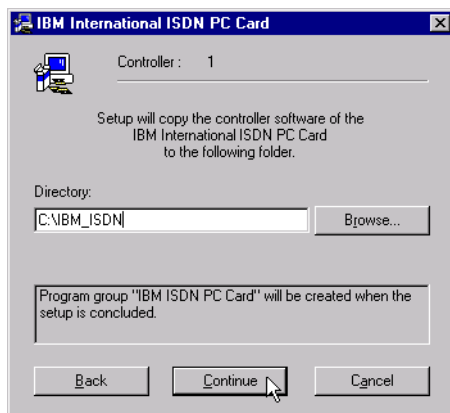 IBM International ISDN PC Card
Controller : 1
Setup will copy the controller software of the
IBM International ISDN PC Card
to the following folder.
Directory:
C:\IBM_ISDN
Browse...
Program group "IBM ISDN PC Card" will be created when the
setup is concluded.
Back Continue Cancel